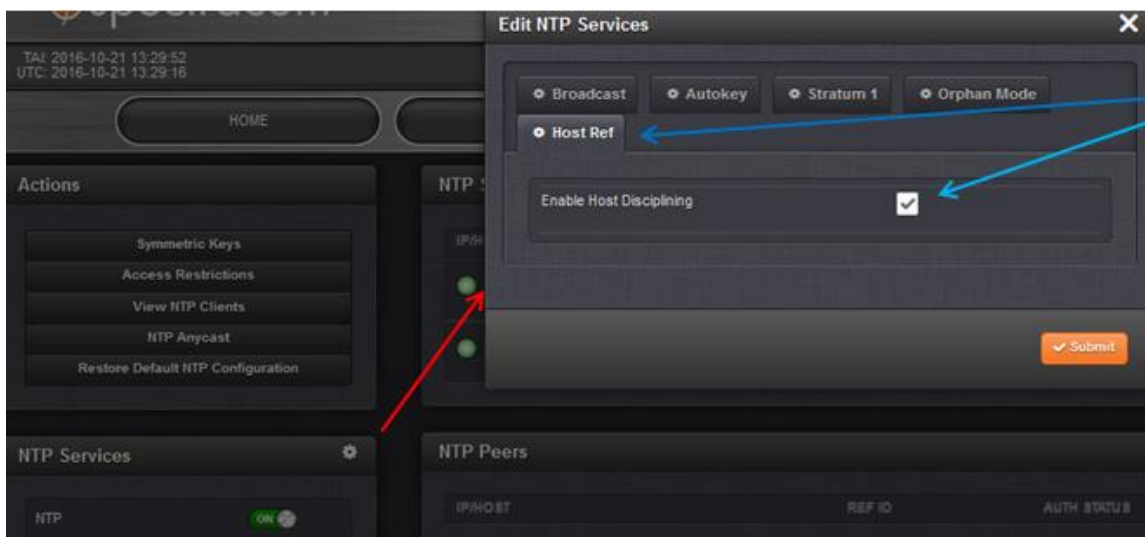 Edit NTP Services
TAI: 2016-10-21 13:29:52
UTC: 2016-10-21 13:29:16
Broadcast
Autokey
Stratum 1
Orphan Mode
HOME
Host Ref
Actions
NTP
Enable Host Disciplining
Symmetric Keys
Access Restrictions
View NTP Clients
NTP Anycast
Restore Default NTP Configuration
Submit
NTP Services
NTP Peers
NTP
ON
IP/HOST
REF ID
AUTH STATUS